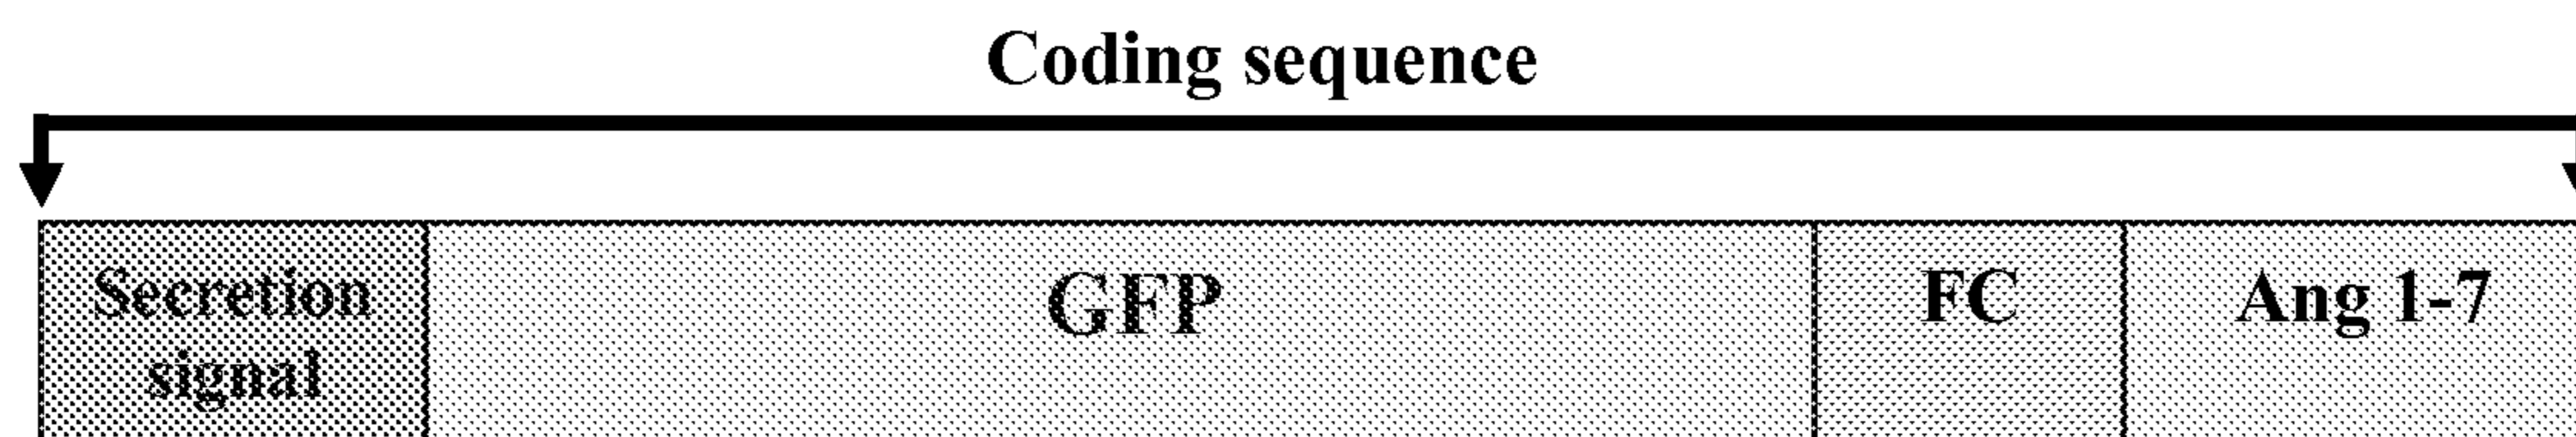 Coding sequence
Secretion
signal
GFP
FC
Ang 1-7